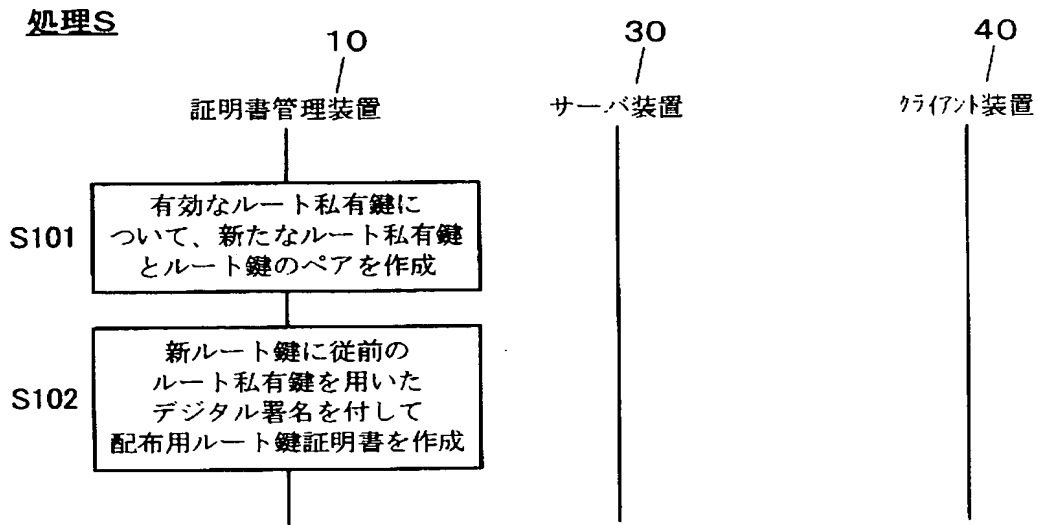 処理S
10
30
40
証明書管理装置
サーバ装置
クライアント装置
S101
有効なルート私有鍵に
ついて、新たなルート私有鍵
とルート鍵のペアを作成
S102
新ルート鍵に従前の
ルート私有鍵を用いた
デジタル署名を付して
配布用ルート鍵証明書を作成